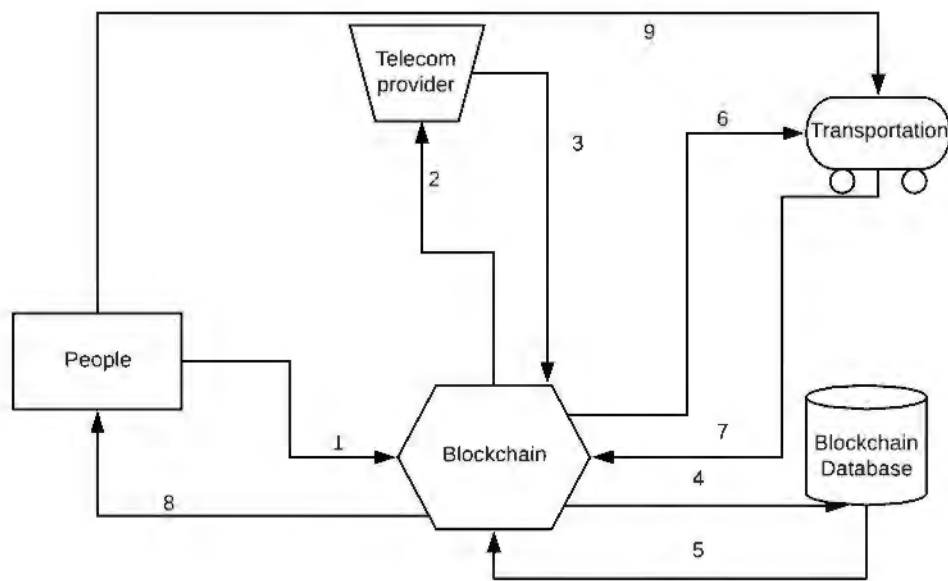 9
Telecom
provider
6
Transportation
3
2
People
1
Blockchain
7
Blockchain
Database
4
8
5